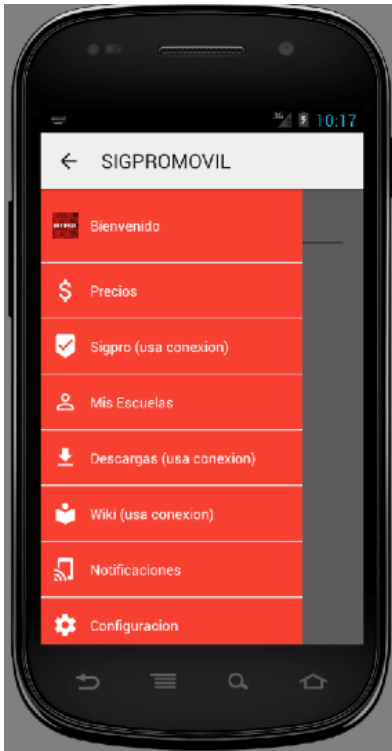 3G
10:17
SIGPROMOVIL
Bienvenido
Precios
Sigpro (usa conexion)
Mis Escuelas
Descargas (usa conexion)
Wiki (usa conexion)
Notificaciones
Configuracion